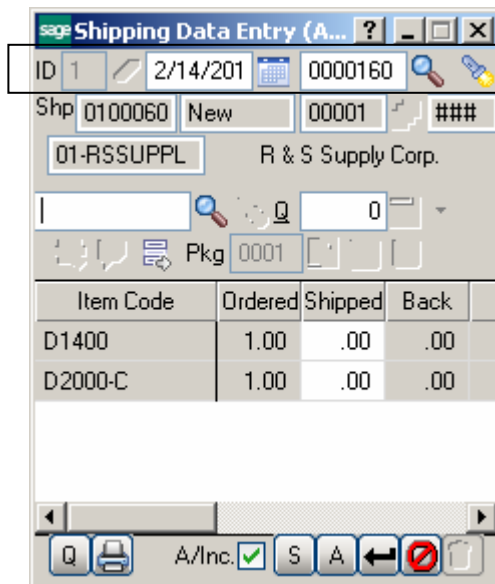 sage Shipping Data Entry (A... ?
ID 1 2/14/201 0000160
Shp 0100060 New 00001 ###
01-RSSUPPL R & S Supply Corp.
Q 0
Pkg 0001
Item Code Ordered Shipped Back
D1400 1.00 .00 .00
D2000-C 1.00 .00 .00
Q A/Inc. S A